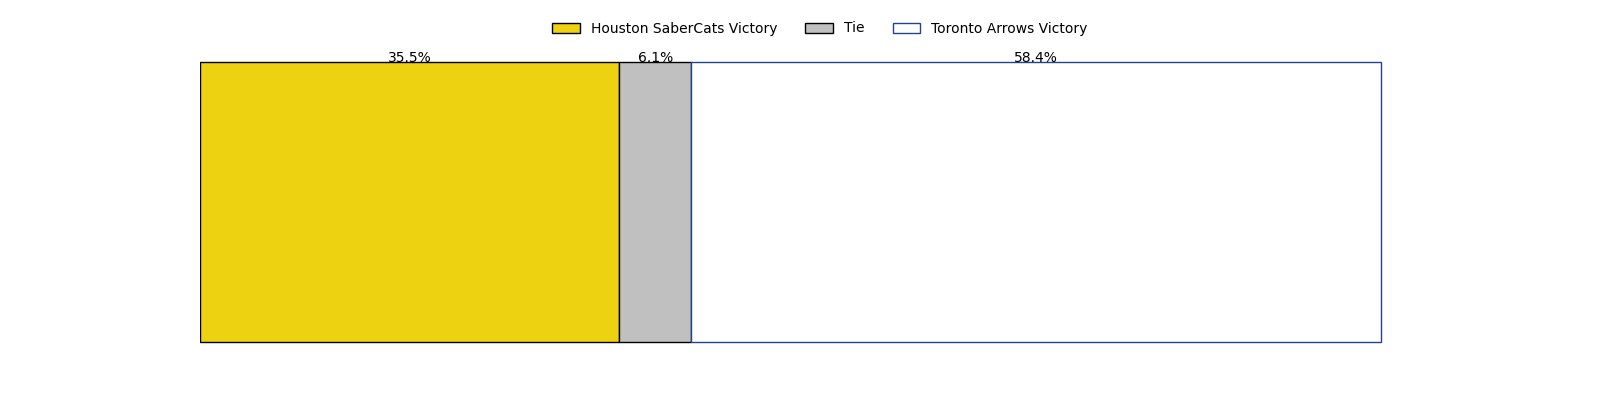 Houston SaberCats Victory Tie Toronto Arrows Victory
35.5% 6.1% 58.4%